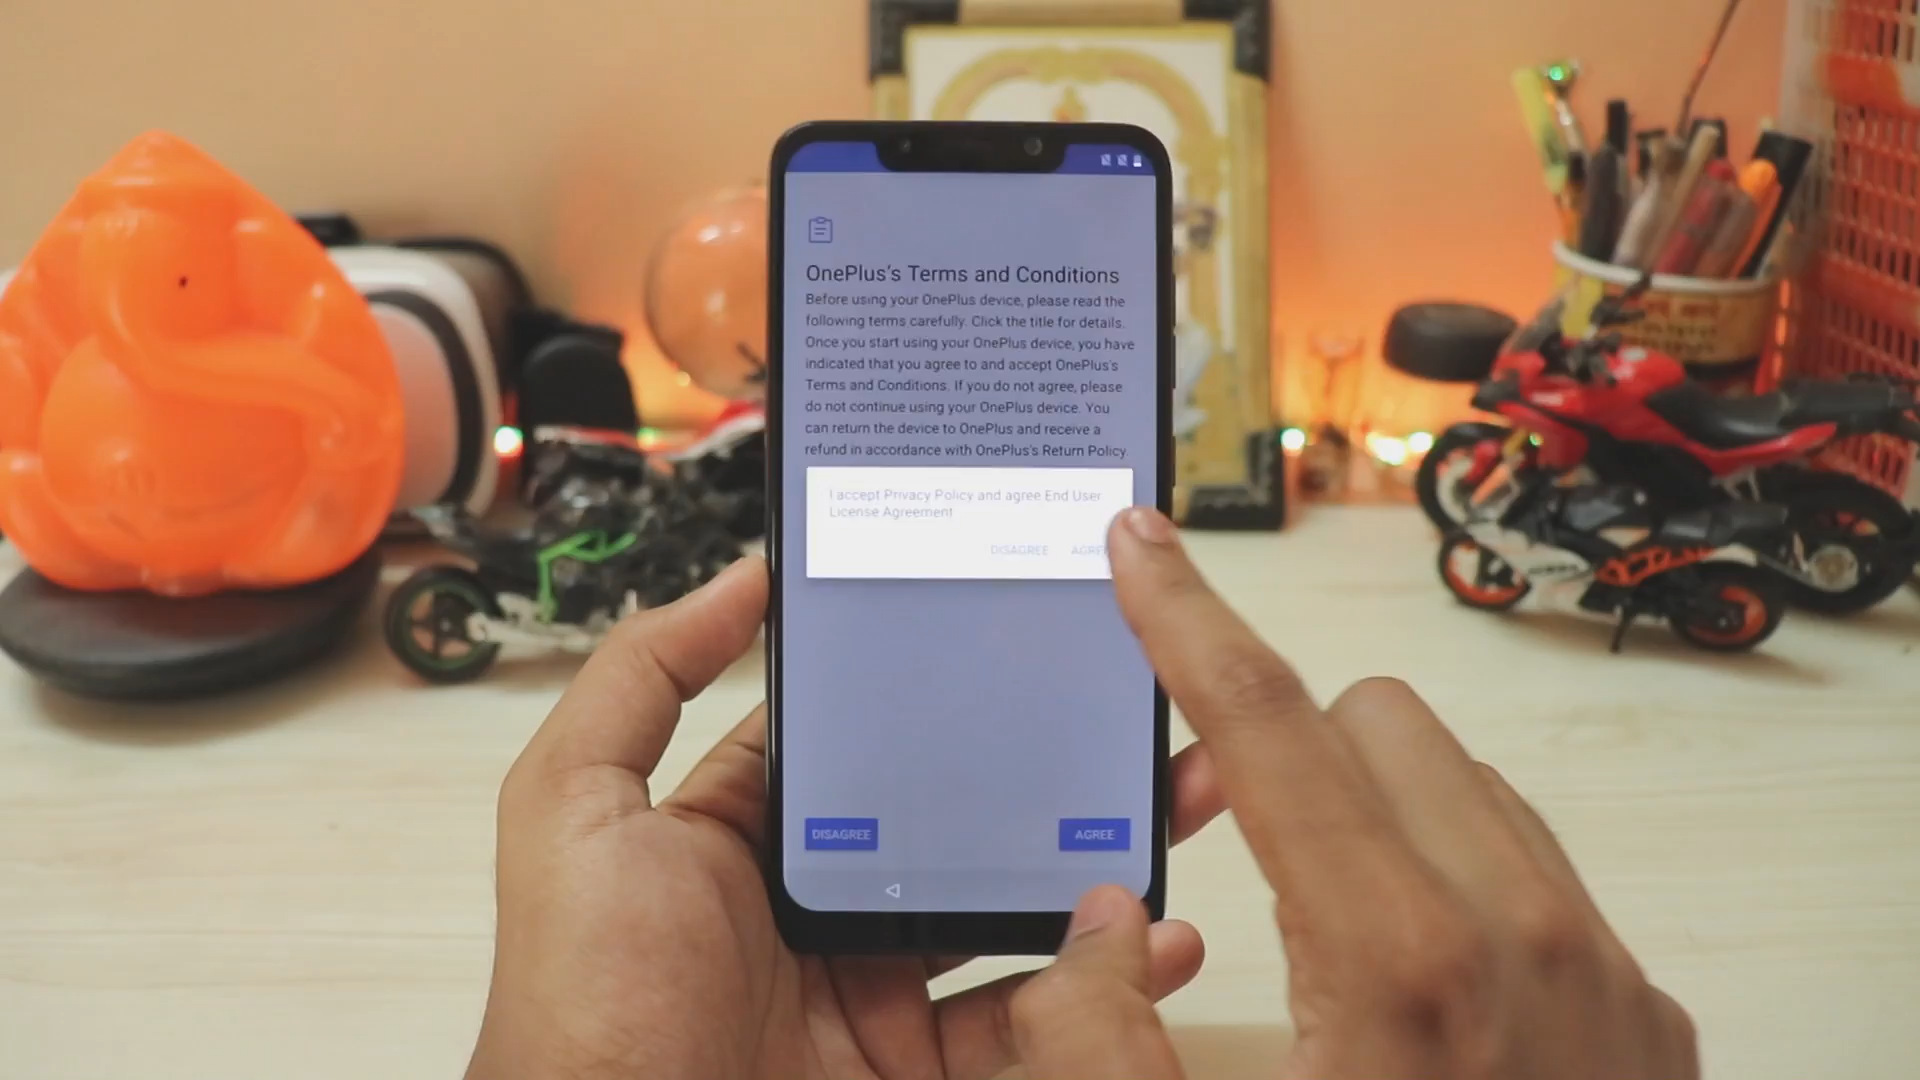 OnePlus's Terms and Conditions
Before using your OnePlus device, please read the
following terms carefully. Click the title for details.
Once you start using your OnePlus device, you have
indicated that you agree to and accept OnePlus's
Terms and Conditions. If you do not agree, please
do not continue using your OnePlus device. You
can return the device to OnePlus and receive a
refund in accordance with OnePlus's Return Policy.
I accept Privacy Policy and agree End User
License Agreement
DISAGREE AGREE
DISAGREE AGREE